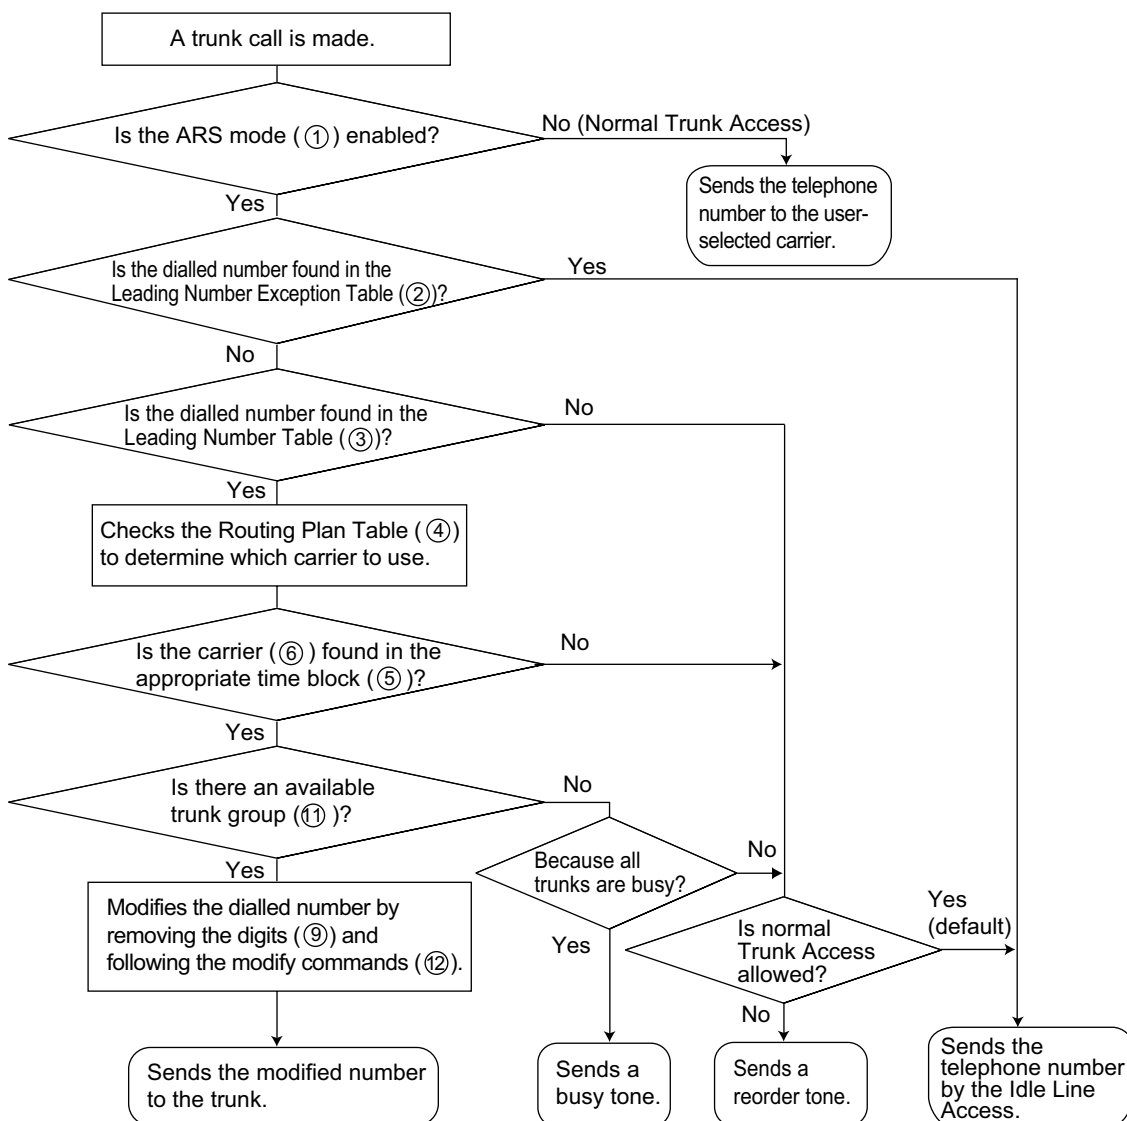 A trunk call is made.
Is the ARS mode (①) enabled?
No (Normal Trunk Access)
Sends the telephone
number to the user-
selected carrier.
Yes
Is the dialled number found in the
Leading Number Exception Table (②)?
Yes
No
Is the dialled number found in the
Leading Number Table (③)?
No
Yes
Checks the Routing Plan Table (④)
to determine which carrier to use.
Is the carrier (⑥) found in the
appropriate time block (⑤)?
No
Yes
Is there an available
trunk group (⑪)?
No
Yes
Because all
trunks are busy?
No
Yes
Modifies the dialled number by
removing the digits (⑨) and
following the modify commands (⑫).
Is normal
Trunk Access
allowed?
Yes
(default)
No
Sends the modified number
to the trunk.
Sends a
busy tone.
Sends a
reorder tone.
Sends the
telephone number
by the Idle Line
Access.